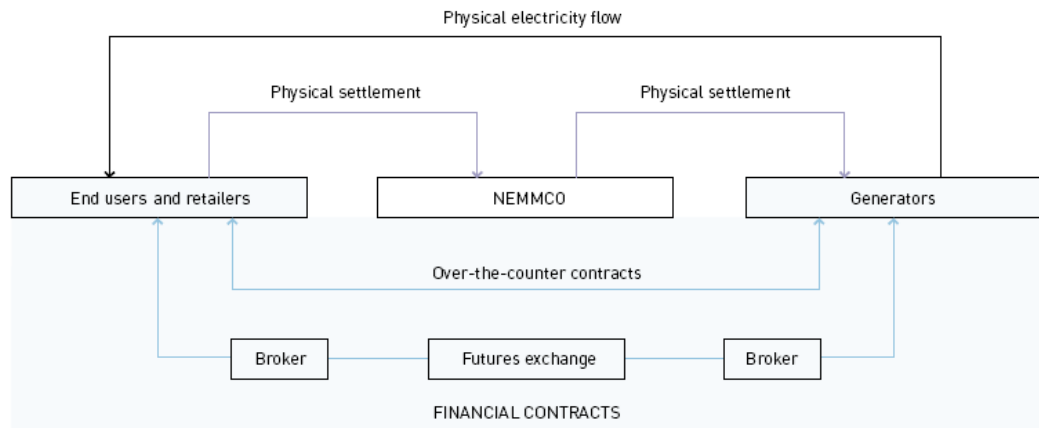 Physical electricity flow
Physical settlement
Physical settlement
End users and retailers
NEMMCO
Generators
Over-the-counter contracts
Broker
Futures exchange
Broker
FINANCIAL CONTRACTS